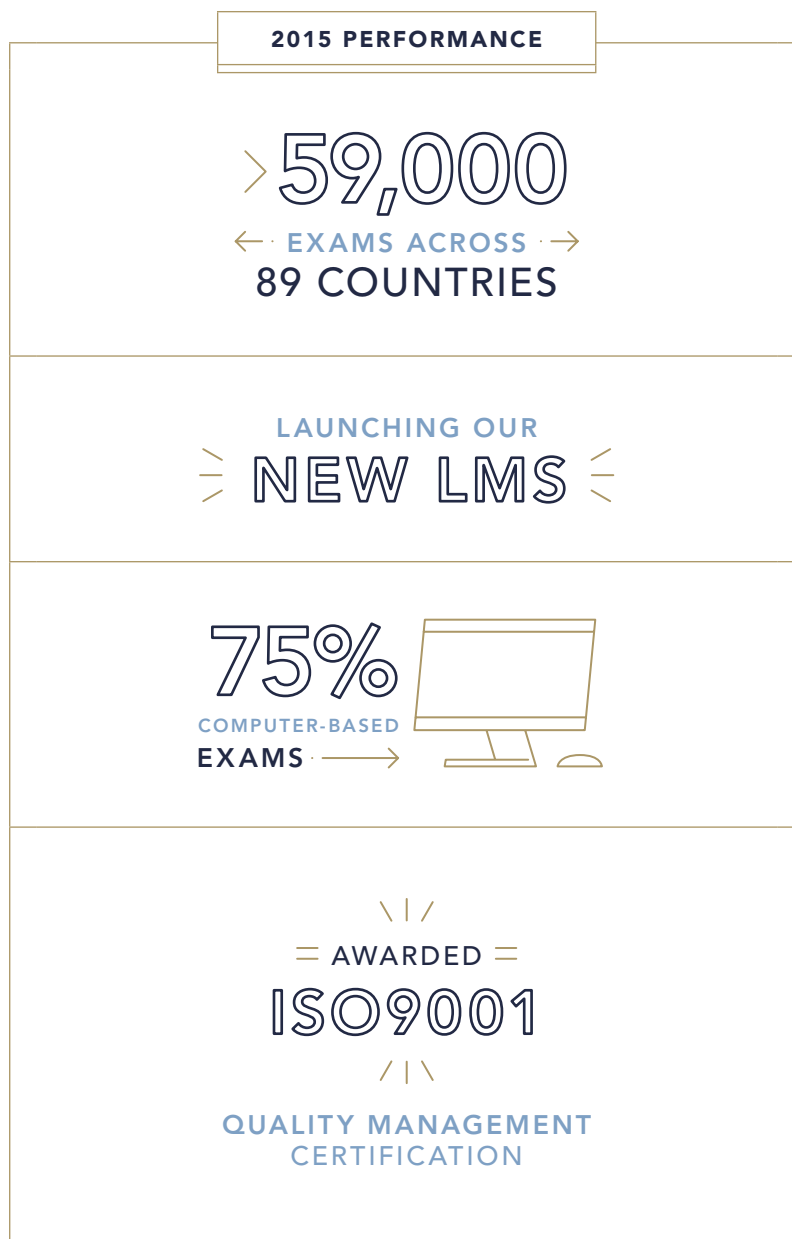 2015 PERFORMANCE
>59,000
EXAMS ACROSS
89 COUNTRIES
LAUNCHING OUR
NEW LMS
75%
COMPUTER-BASED
EXAMS
AWARDED
ISO9001
QUALITY MANAGEMENT
CERTIFICATION